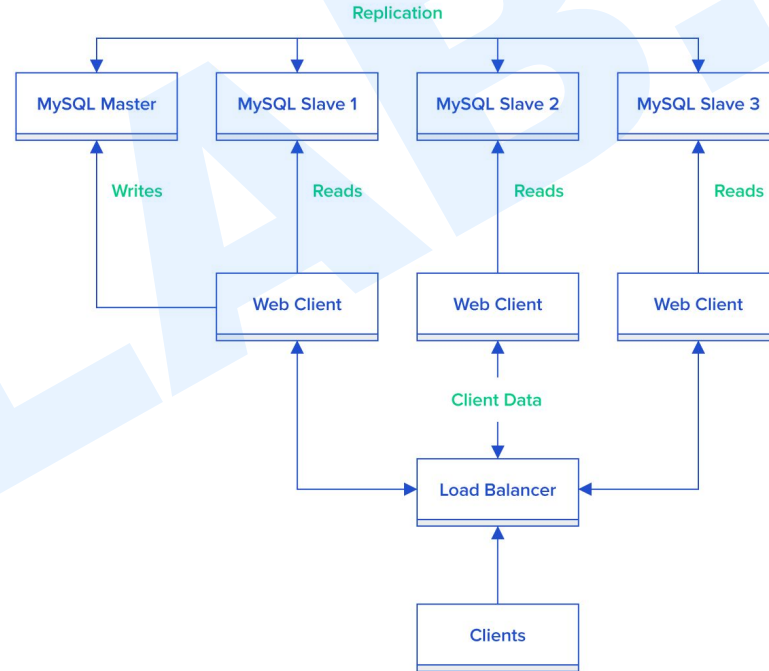 Replication
MySQL Master
MySQL Slave 1
MySQL Slave 2
MySQL Slave 3
Writes
Reads
Reads
Reads
Web Client
Web Client
Web Client
Client Data
Load Balancer
Clients